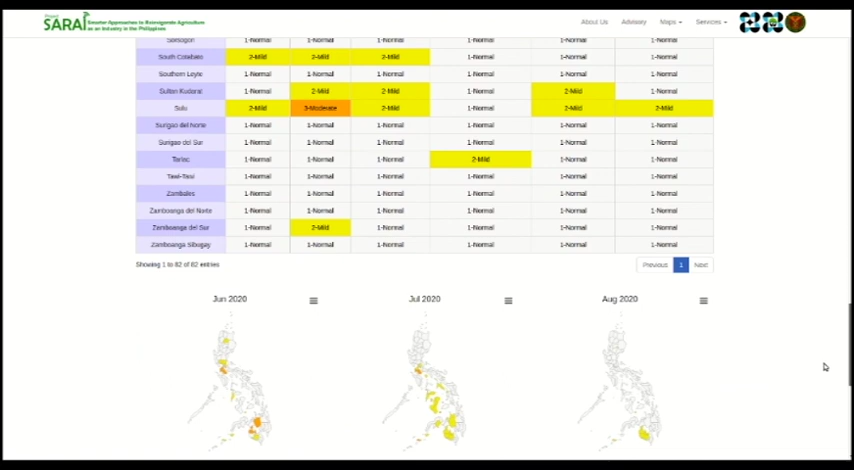 Project
SARAI Smarter Approaches to Reinvigorate Agriculture
as an Industry in the Philippines
About Us Advisory Maps Services
Sorsogon 1-Normal 1-Normal 1-Normal 1-Normal 1-Normal 1-Normal
South Cotabato 2-Mild 2-Mild 2-Mild 1-Normal 1-Normal 1-Normal
Southern Leyte 1-Normal 1-Normal 1-Normal 1-Normal 1-Normal 1-Normal
Sultan Kudarat 1-Normal 2-Mild 2-Mild 1-Normal 2-Mild 1-Normal
Sulu 2-Mild 3-Moderate 2-Mild 1-Normal 2-Mild 2-Mild
Surigao del Norte 1-Normal 1-Normal 1-Normal 1-Normal 1-Normal 1-Normal
Surigao del Sur 1-Normal 1-Normal 1-Normal 1-Normal 1-Normal 1-Normal
Tarlac 1-Normal 1-Normal 1-Normal 2-Mild 1-Normal 1-Normal
Tawi-Tawi 1-Normal 1-Normal 1-Normal 1-Normal 1-Normal 1-Normal
Zambales 1-Normal 1-Normal 1-Normal 1-Normal 1-Normal 1-Normal
Zamboanga del Norte 1-Normal 1-Normal 1-Normal 1-Normal 1-Normal 1-Normal
Zamboanga del Sur 1-Normal 2-Mild 1-Normal 1-Normal 1-Normal 1-Normal
Zamboanga Sibugay 1-Normal 1-Normal 1-Normal 1-Normal 1-Normal 1-Normal
Showing 1 to 82 of 82 entries
Previous 1 Next
Jun 2020 Jul 2020 Aug 2020